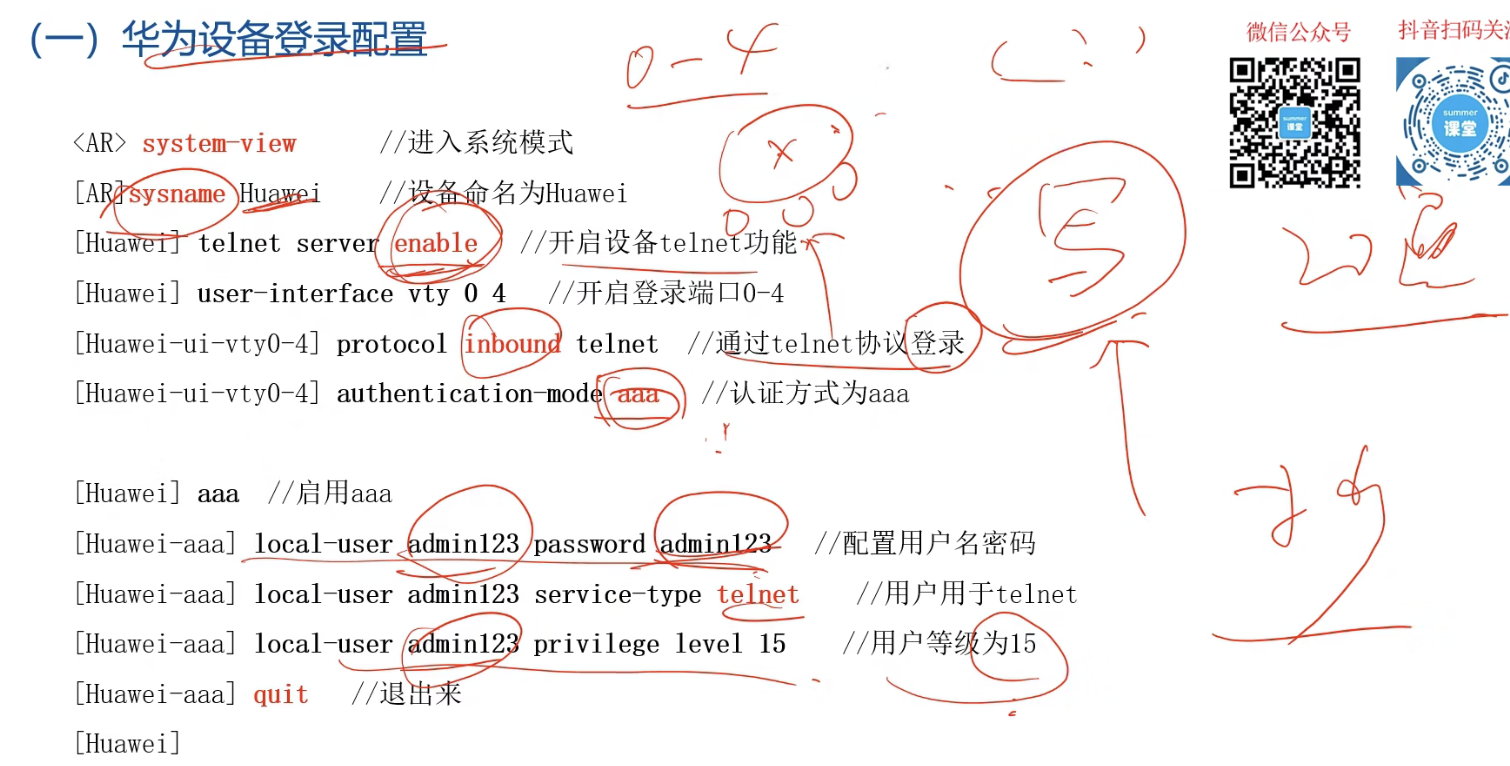 （一）华为设备登录配置
0-4
微信公众号
抖音扫码关注
summer
课堂
summer
课堂
<AR> system-view //进入系统模式
[AR]sysname Huawei //设备命名为Huawei
[Huawei] telnet server enable //开启设备telnet功能
[Huawei] user-interface vty 0 4 //开启登录端口0-4
[Huawei-ui-vty0-4] protocol inbound telnet //通过telnet协议登录
[Huawei-ui-vty0-4] authentication-mode aaa //认证方式为aaa
[Huawei] aaa //启用aaa
[Huawei-aaa] local-user admin123 password admin123 //配置用户名密码
[Huawei-aaa] local-user admin123 service-type telnet //用户用于telnet
[Huawei-aaa] local-user admin123 privilege level 15 //用户等级为15
[Huawei-aaa] quit //退出来
[Huawei]